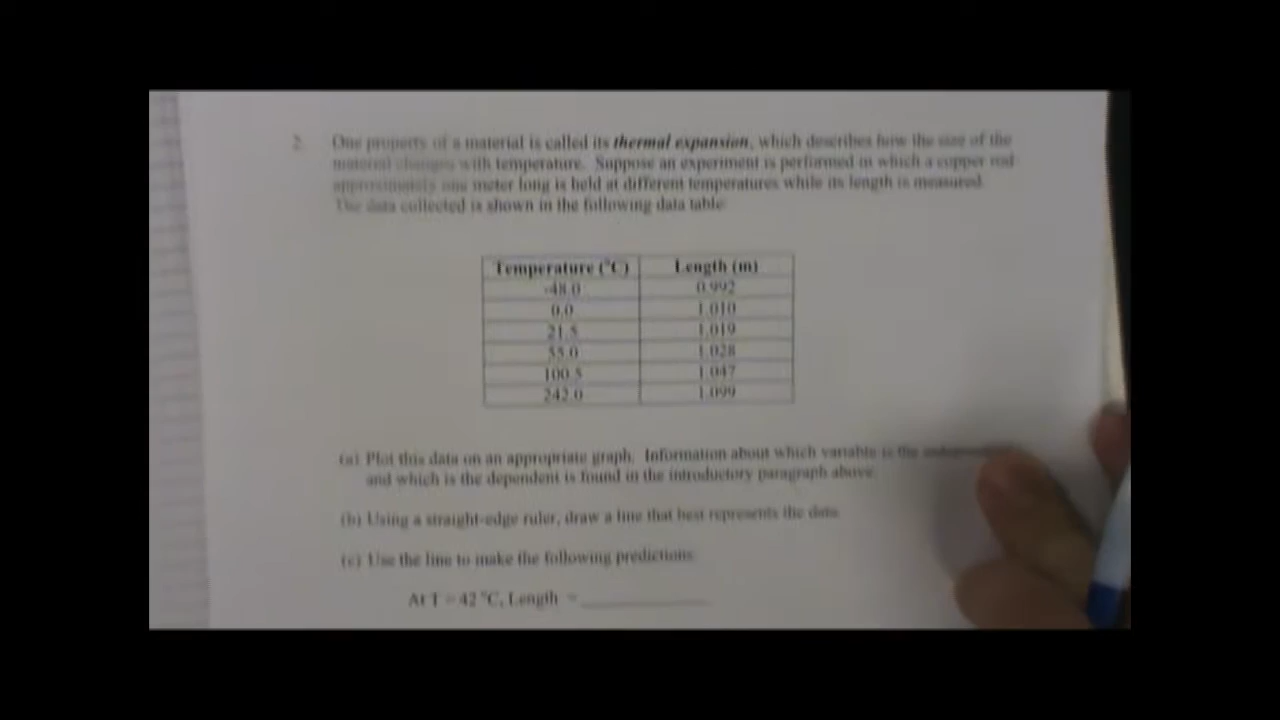 2. One property of a material is called its thermal expansion, which describes how the size of the
material changes with temperature. Suppose an experiment is performed in which a copper rod
approximately one meter long is held at different temperatures while its length is measured.
The data collected is shown in the following data table:
Temperature (°C) Length (m)
-48.0 0.992
0.0 1.010
21.5 1.019
55.0 1.028
100.5 1.047
242.0 1.099
(a) Plot this data on an appropriate graph. Information about which variable is the
and which is the dependent is found in the introductory paragraph above.
(b) Using a straight-edge ruler, draw a line that best represents the data.
(c) Use the line to make the following predictions:
At T = 42 °C, Length =